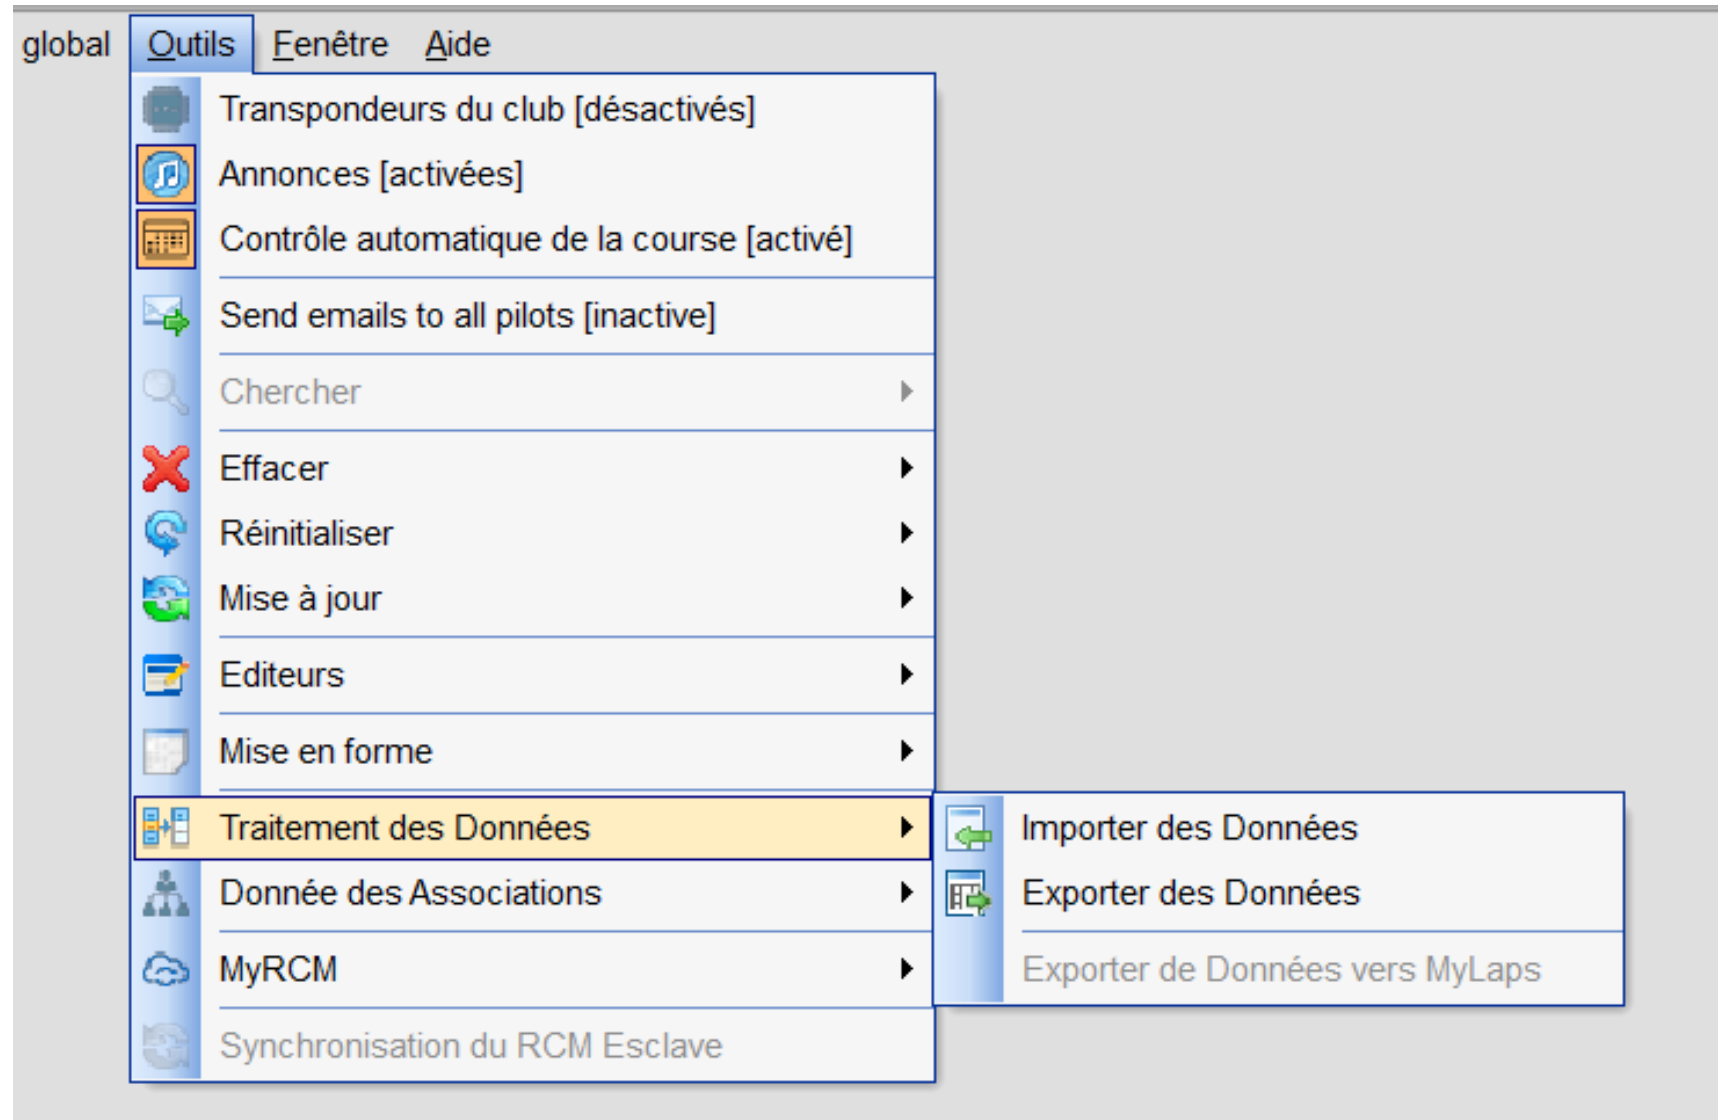 global Outils Fenêtre Aide
Transpondeurs du club [désactivés]
Annonces [activées]
Contrôle automatique de la course [activé]
Send emails to all pilots [inactive]
Chercher
Effacer
Réinitialiser
Mise à jour
Editeurs
Mise en forme
Traitement des Données
Importer des Données
Donnée des Associations
Exporter des Données
MyRCM
Exporter de Données vers MyLaps
Synchronisation du RCM Esclave